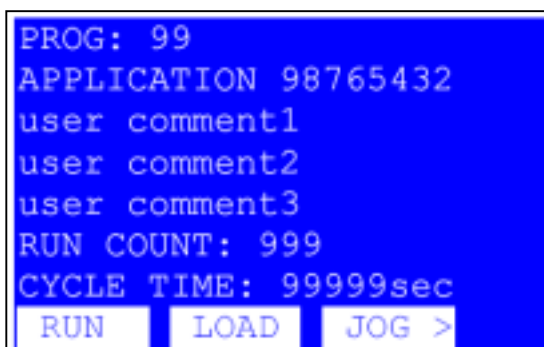 PROG: 99
APPLICATION 98765432
user comment1
user comment2
user comment3
RUN COUNT: 999
CYCLE TIME: 99999sec
RUN LOAD JOG >